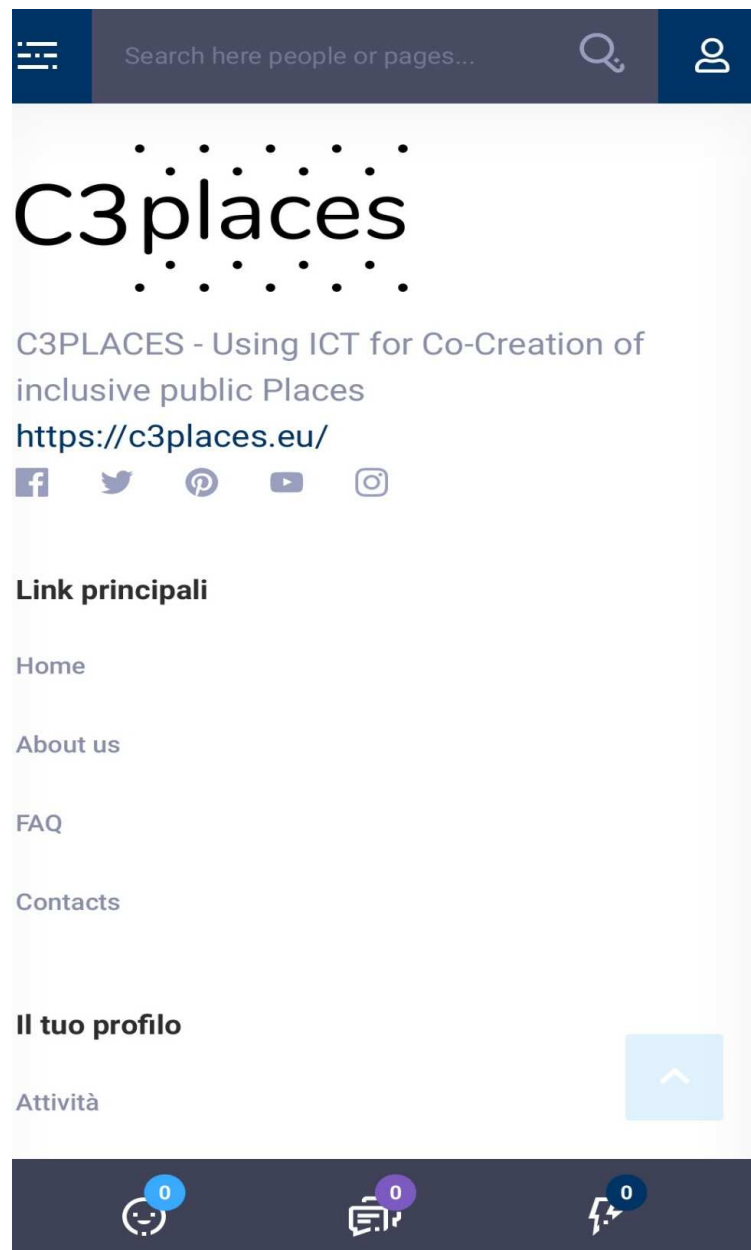 Search here people or pages...
C3places
C3PLACES - Using ICT for Co-Creation of
inclusive public Places
https://c3places.eu/
Link principali
Home
About us
FAQ
Contacts
Il tuo profilo
Attività
0 0 0